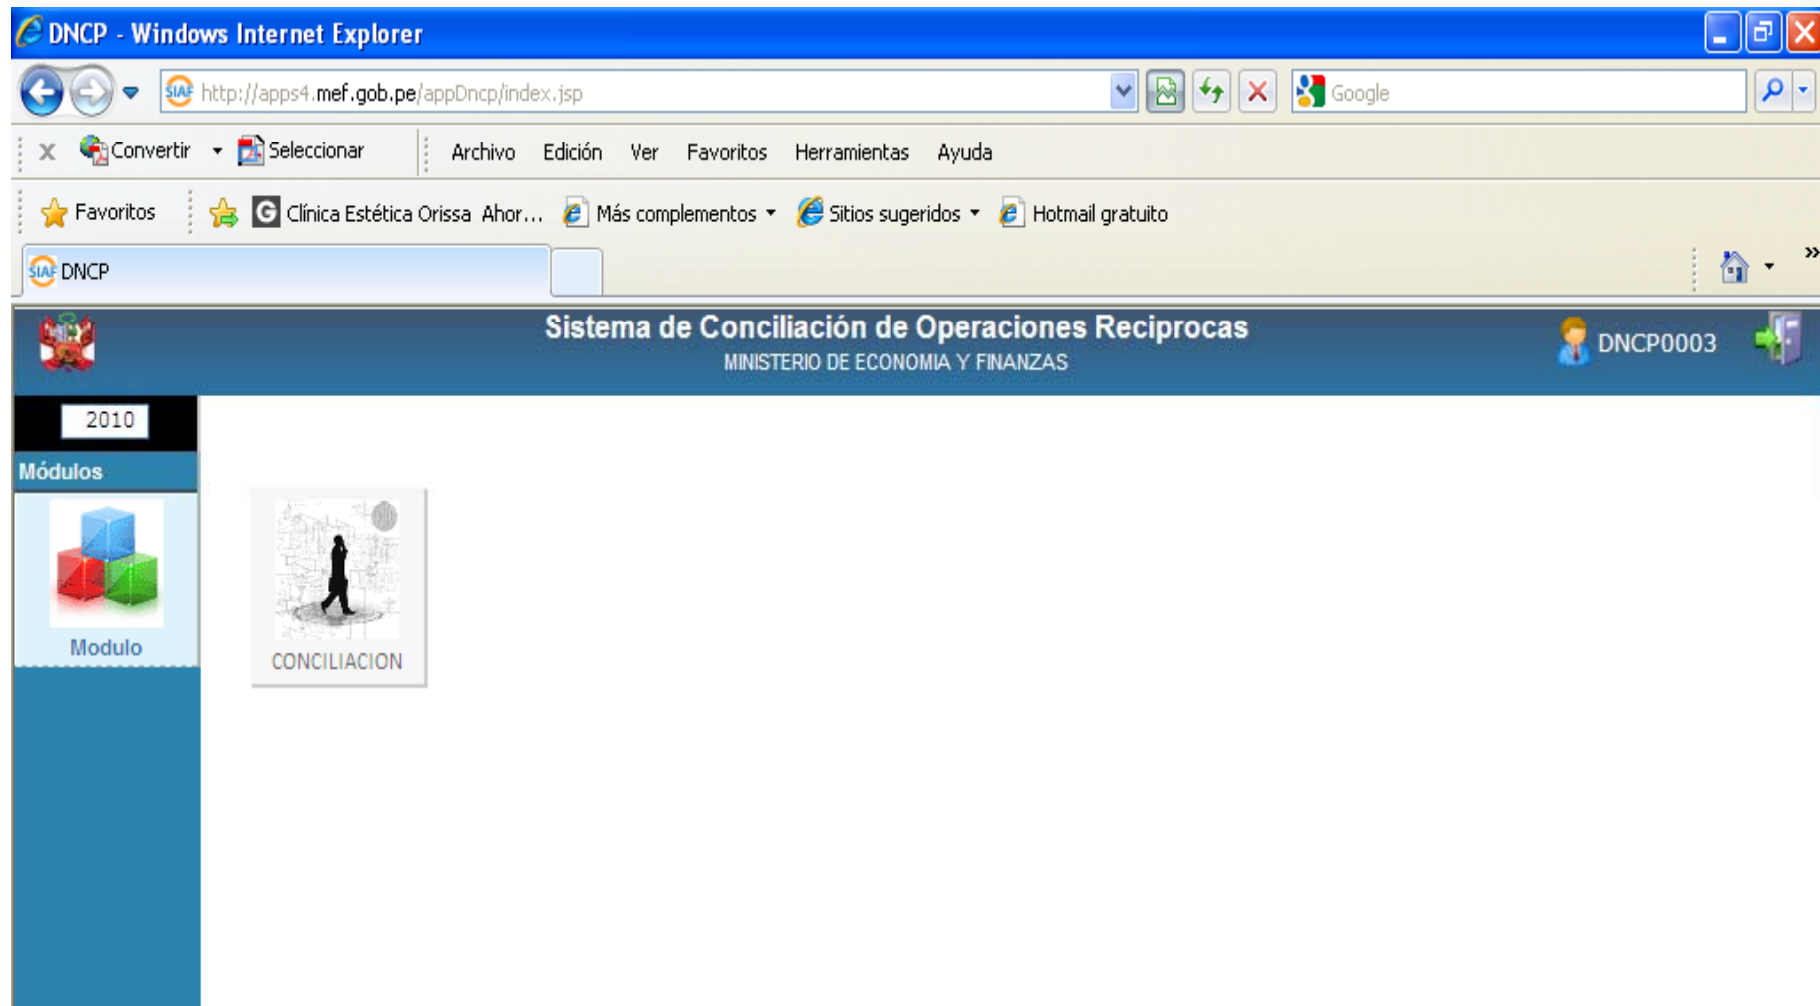 DNCP - Windows Internet Explorer
SIAF http://apps4.mef.gob.pe/appDncp/index.jsp Google
x Convertir Seleccionar Archivo Edición Ver Favoritos Herramientas Ayuda
Favoritos G Clínica Estética Orissa Ahor... Más complementos Sitios sugeridos Hotmail gratuito
SIAF DNCP »
Sistema de Conciliación de Operaciones Reciprocas
MINISTERIO DE ECONOMIA Y FINANZAS
DNCP0003
2010
Módulos
Modulo
CONCILIACION